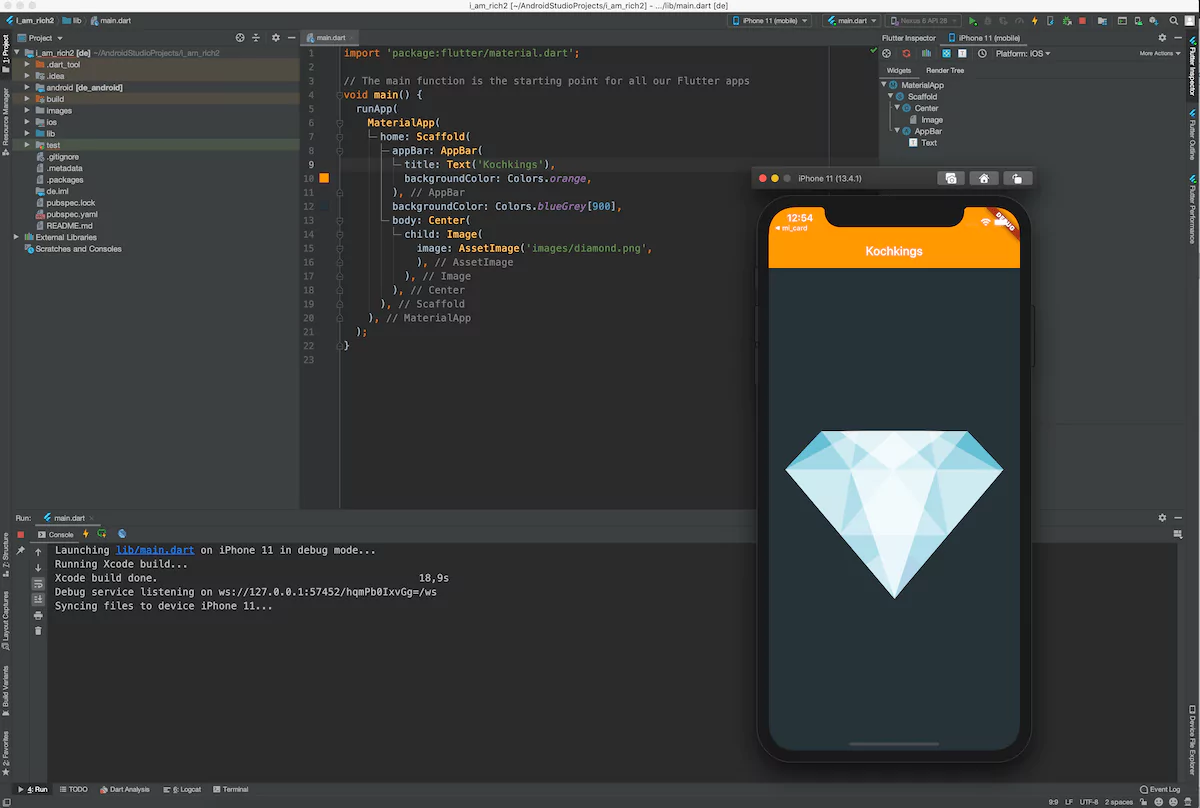 i_am_rich2 [~/AndroidStudioProjects/i_am_rich2] - .../lib/main.dart [de]
i_am_rich2 lib main.dart
iPhone 11 (mobile) main.dart Nexus 6 API 28
Project
i_am_rich2 [de] ~/AndroidStudioProjects/i_am_rich2
.dart_tool
.idea
android [de_android]
build
images
ios
lib
test
.gitignore
.metadata
.packages
de.iml
pubspec.lock
pubspec.yaml
README.md
External Libraries
Scratches and Consoles
1: Project
Resource Manager
7: Structure
Layout Captures
Build Variants
2: Favorites
main.dart
1 import 'package:flutter/material.dart';
2
3 // The main function is the starting point for all our Flutter apps
4 void main() {
5 runApp(
6 MaterialApp(
7 home: Scaffold(
8 appBar: AppBar(
9 title: Text('Kochkings'),
10 backgroundColor: Colors.orange,
11 ), // AppBar
12 backgroundColor: Colors.blueGrey[900],
13 body: Center(
14 child: Image(
15 image: AssetImage('images/diamond.png',
16 ), // AssetImage
17 ), // Image
18 ), // Center
19 ), // Scaffold
20 ), // MaterialApp
21 );
22 }
23
Flutter Inspector iPhone 11 (mobile)
Platform: iOS More Actions
Widgets Render Tree
MaterialApp
Scaffold
Center
Image
AppBar
Text
Flutter Inspector
Flutter Outline
Flutter Performance
Device File Explorer
iPhone 11 (13.4.1)
12:54
mi_card
DEBUG
Kochkings
Run: main.dart
Console
Launching lib/main.dart on iPhone 11 in debug mode...
Running Xcode build...
Xcode build done. 18,9s
Debug service listening on ws://127.0.0.1:57452/hqmPb0IxvGg=/ws
Syncing files to device iPhone 11...
4: Run TODO Dart Analysis 6: Logcat Terminal Event Log
9:9 LF UTF-8 2 spaces